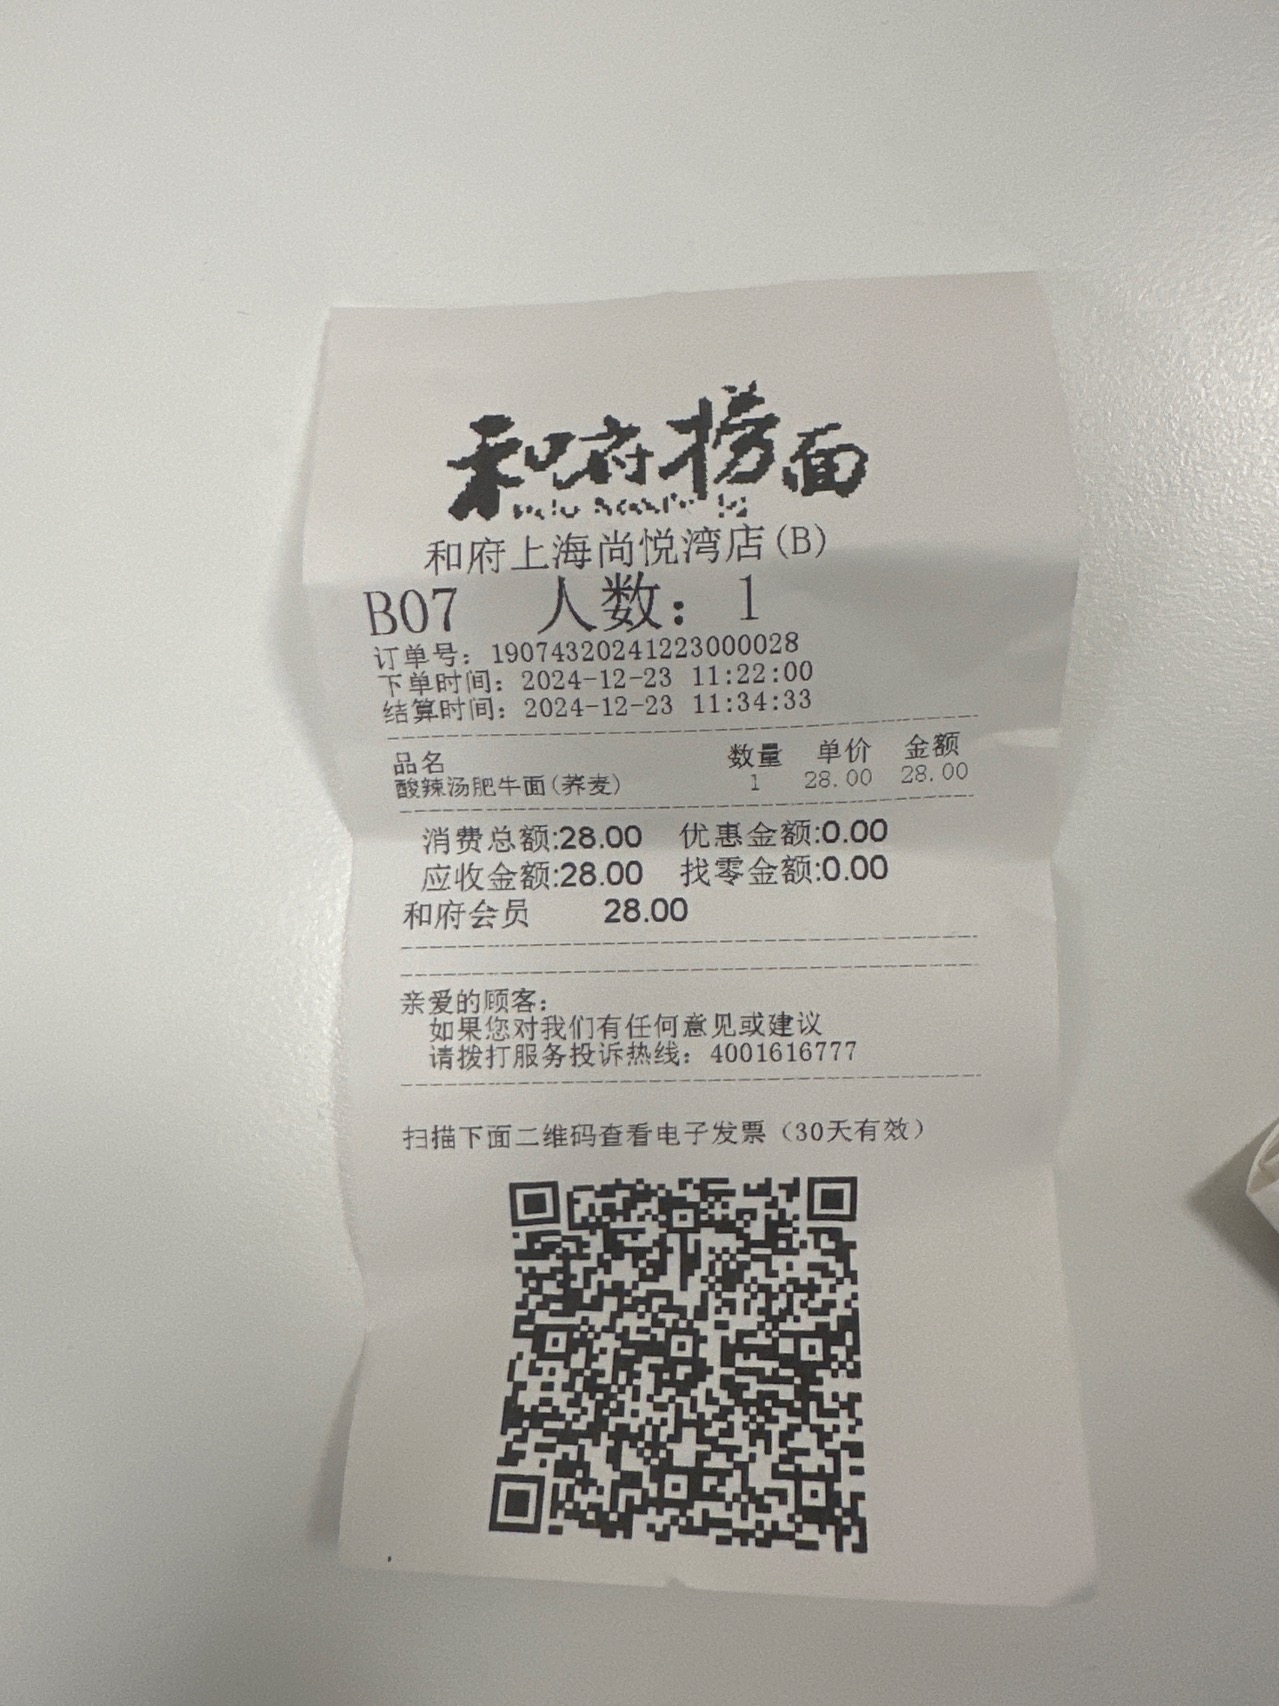 和府捞面
和府上海尚悦湾店(B)
B07 人数: 1
订单号: 19074320241223000028
下单时间: 2024-12-23 11:22:00
结算时间: 2024-12-23 11:34:33
品名 数量 单价 金额
酸辣汤肥牛面(荞麦) 1 28.00 28.00
消费总额:28.00 优惠金额:0.00
应收金额:28.00 找零金额:0.00
和府会员 28.00
亲爱的顾客:
如果您对我们有任何意见或建议
请拨打服务投诉热线: 4001616777
扫描下面二维码查看电子发票（30天有效）